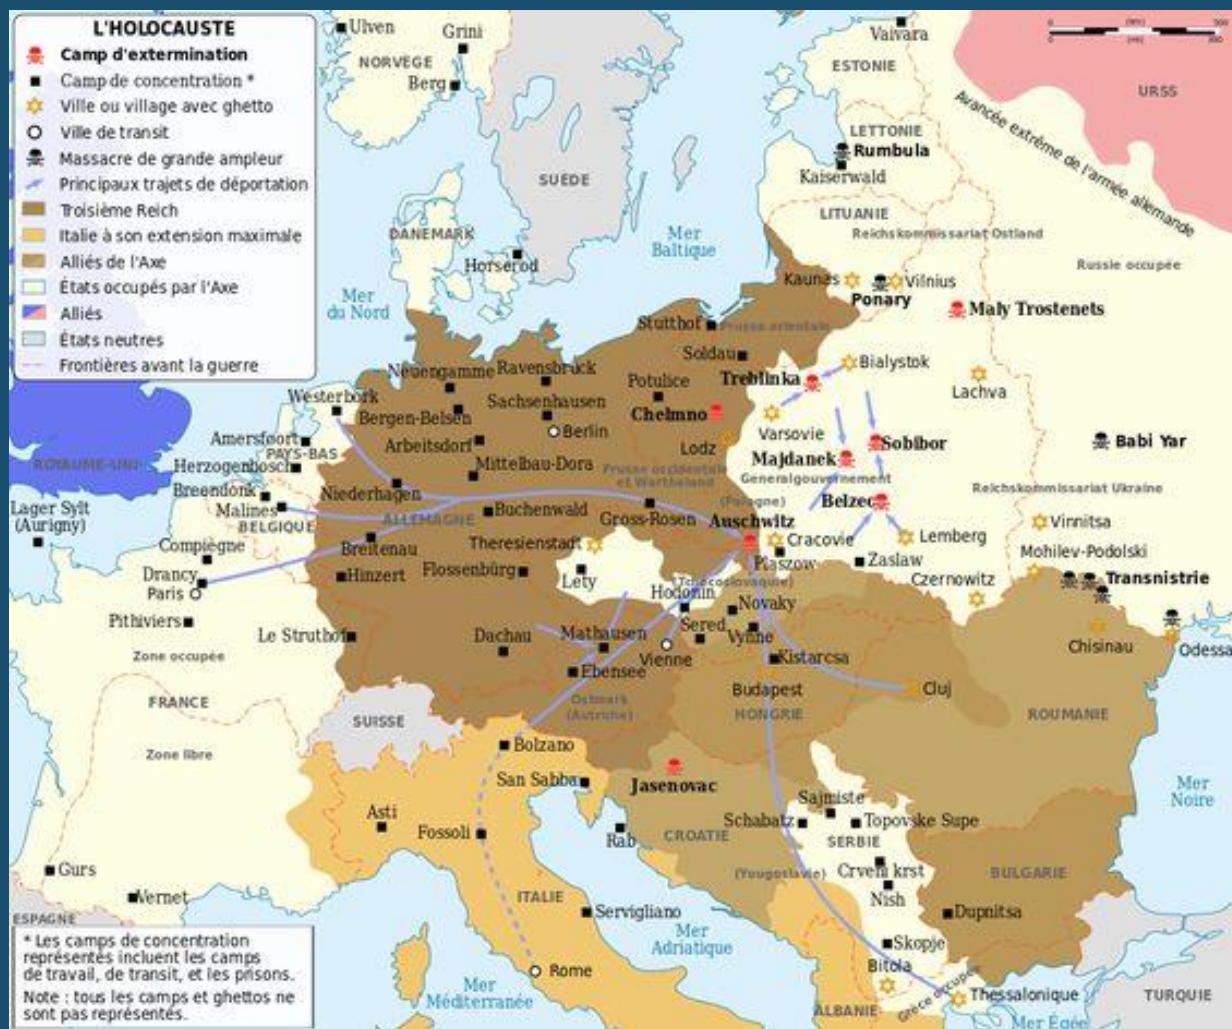 L'HOLOCAUSTE
Camp d'extermination
Camp de concentration *
Ville ou village avec ghetto
Ville de transit
Massacre de grande ampleur
Principaux trajets de déportation
Troisième Reich
Italie à son extension maximale
Alliés de l'Axe
États occupés par l'Axe
Alliés
États neutres
Frontières avant la guerre
Ulven
Grini
NORVÈGE
Berg
SUÈDE
Vaivara
ESTONIE
URSS
Avancée extrême de l'armée allemande
LETTONIE
Rumbula
Kaiserwald
LITUANIE
Reichskommissariat Ostland
Russie occupée
DANEMARK
Horserod
Mer
Baltique
Mer
du Nord
Kaunas
Vilnius
Ponary
Maly Trostenets
Stutthof
Prusse orientale
Soldau
Bialystok
Treblinka
Lachva
Neuengamme
Ravensbruck
Potulice
Westerbork
Bergen-Belsen
Sachsenhausen
Chelmno
Varsovie
Berlin
Amersfoort
PAYS-BAS
Arbeitsdorf
Lodz
Sobibor
Babi Yar
ROYAUME-UNI
Herzogenbosch
Mittelbau-Dora
Prusse occidentale
et Wartheland
Majdanek
Generalgouvernement
Breendonk
Niederhagen
(Pologne)
Belzec
Reichskommissariat Ukraine
Lager Sylt
(Aurigny)
Malines
BELGIQUE
ALLEMAGNE
Buchenwald
Gross-Rosen
Auschwitz
Vinnitsa
Compiègne
Breitenau
Theresienstadt
Cracovie
Lemberg
Mohilev-Podolski
Drancy
Paris
Hinzert
Flossenbürg
Lety
Plaszow
Zaslaw
(Tchécoslovaquie)
Czernowitz
Transnistrie
Hodonin
Novaky
Pithiviers
Le Struthof
Dachau
Mathausen
Sered
Vyhne
Chisinau
Odessa
Zone occupée
Vienne
Kistarcsa
Ebensee
FRANCE
SUISSE
Ostmark
(Autriche)
Budapest
HONGRIE
Cluj
ROUMANIE
Zone libre
Bolzano
San Sabba
Jasenovac
Mer
Noire
Asti
Fossoli
Rab
CROATIE
Schabatz
Sajmiste
Topovske Supe
SERBIE
Gurs
Vernet
ITALIE
(Yougoslavie)
Crveni krst
Nish
BULGARIE
ESPAGNE
Servigliano
Dupnitsa
Mer
Adriatique
Skopje
Bitola
Rome
Mer
Méditerranée
ALBANIE
Grèce occupée
Thessalonique
TURQUIE
Mer Égée
* Les camps de concentration
représentés incluent les camps
de travail, de transit, et les prisons.
Note : tous les camps et ghettos ne
sont pas représentés.